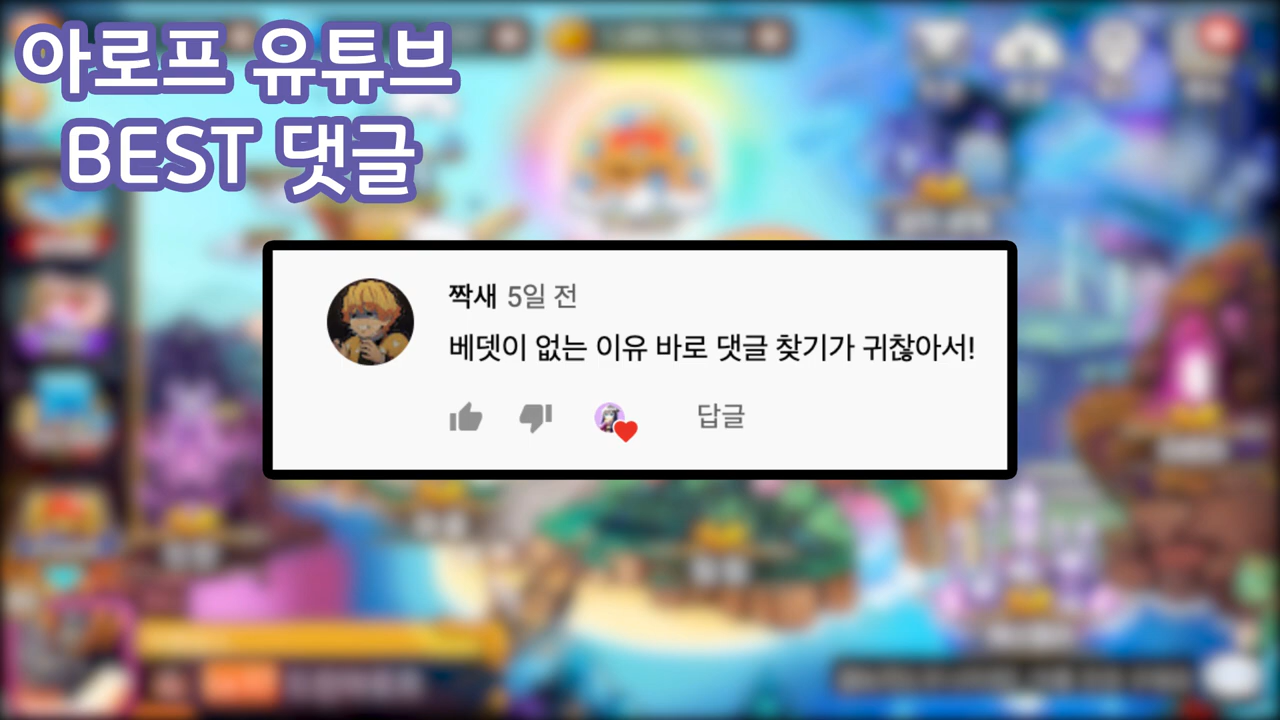 아로프 유튜브
BEST 댓글
짝새 5일 전
베뎃이 없는 이유 바로 댓글 찾기가 귀찮아서!
답글